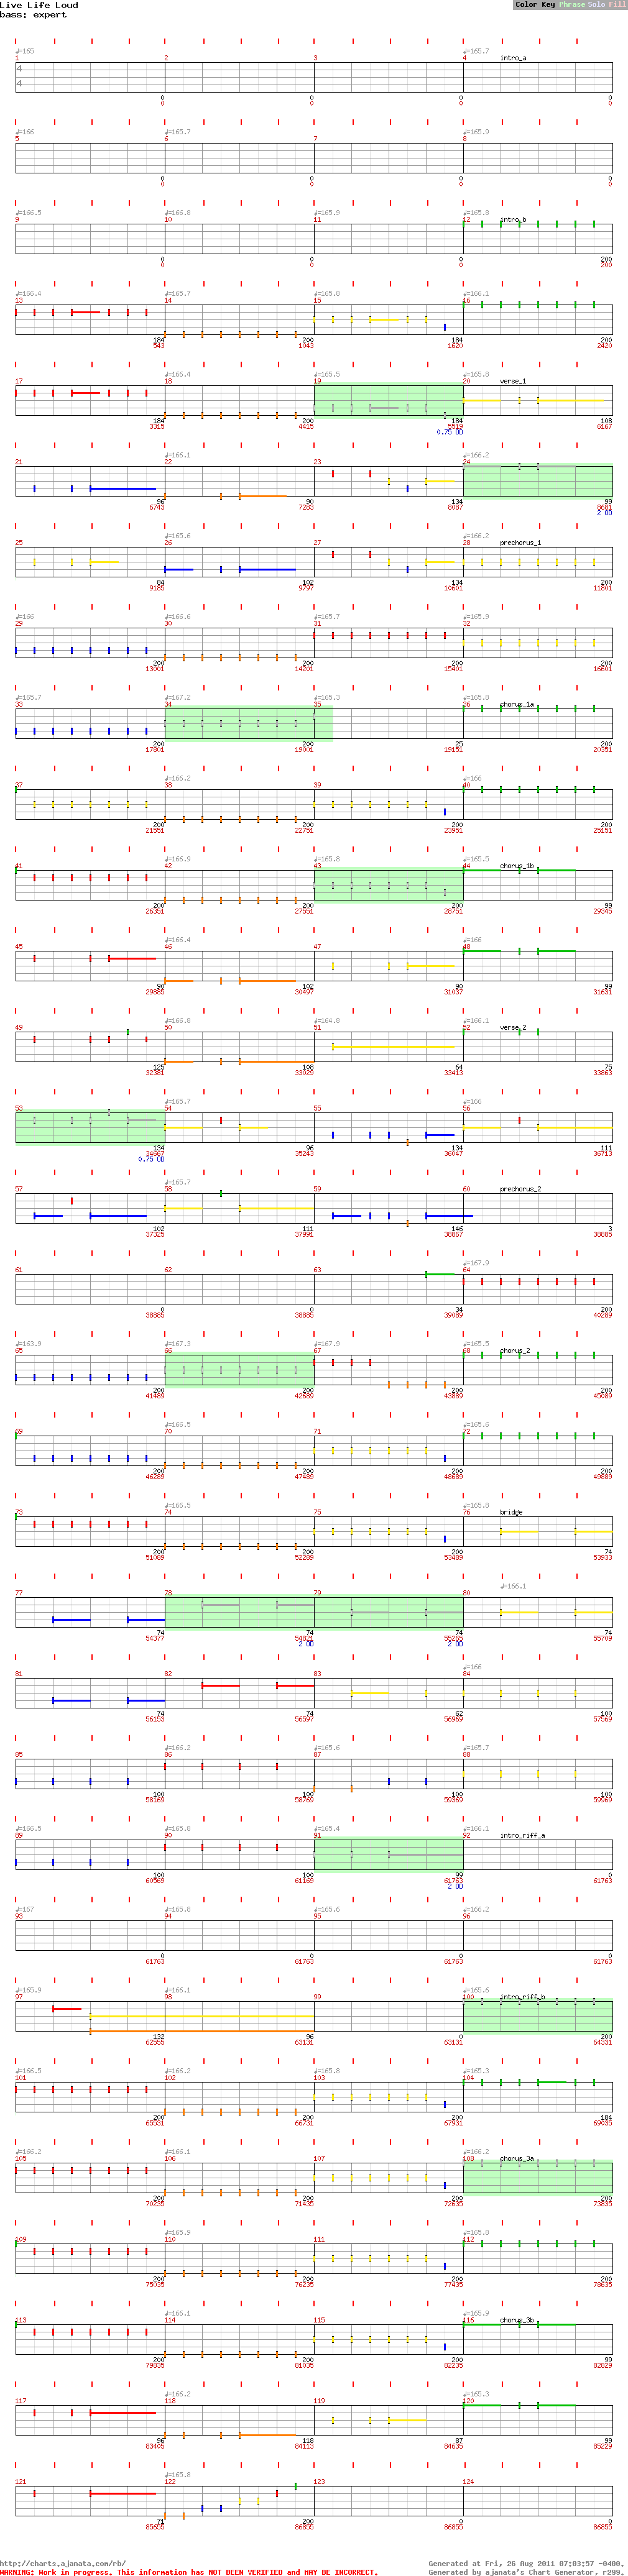 Live Life Loud
bass: expert
Color Key Phrase Solo Fill
♩=165 ♩=165.7
1 2 3 4 intro_a
0 0 0 0
0 0 0 0
♩=166 ♩=165.7 ♩=165.9
5 6 7 8
0 0 0 0
0 0 0 0
♩=166.5 ♩=166.8 ♩=165.9 ♩=165.8
9 10 11 12 intro_b
0 0 0 200
0 0 0 200
♩=166.4 ♩=165.7 ♩=165.8 ♩=166.1
13 14 15 16
184 200 184 200
543 1043 1620 2420
♩=166.4 ♩=165.5 ♩=165.8
17 18 19 20 verse_1
184 200 184 108
3315 4415 5519 6167
0.75 OD
♩=166.1 ♩=166.2
21 22 23 24
96 90 134 99
6743 7283 8087 8681
2 OD
♩=165.6 ♩=166.2
25 26 27 28 prechorus_1
84 102 134 200
9185 9797 10601 11801
♩=166 ♩=166.6 ♩=165.7 ♩=165.9
29 30 31 32
200 200 200 200
13001 14201 15401 16601
♩=165.7 ♩=167.2 ♩=165.3 ♩=165.8
33 34 35 36 chorus_1a
200 200 25 200
17801 19001 19151 20351
♩=166.2 ♩=166
37 38 39 40
200 200 200 200
21551 22751 23951 25151
♩=166.9 ♩=165.8 ♩=165.5
41 42 43 44 chorus_1b
200 200 200 99
26351 27551 28751 29345
♩=166.4 ♩=166
45 46 47 48
90 102 90 99
29885 30497 31037 31631
♩=166.8 ♩=164.8 ♩=166.1
49 50 51 52 verse_2
125 108 64 75
32381 33029 33413 33863
♩=165.7 ♩=166
53 54 55 56
134 96 134 111
34667 35243 36047 36713
0.75 OD
♩=165.7
57 58 59 60 prechorus_2
102 111 146 3
37325 37991 38867 38885
♩=167.9
61 62 63 64
0 0 34 200
38885 38885 39089 40289
♩=163.9 ♩=167.3 ♩=167.9 ♩=165.5
65 66 67 68 chorus_2
200 200 200 200
41489 42689 43889 45089
♩=166.5 ♩=165.6
69 70 71 72
200 200 200 200
46289 47489 48689 49889
♩=166.5 ♩=165.8
73 74 75 76 bridge
200 200 200 74
51089 52289 53489 53933
♩=166.1
77 78 79 80
74 74 74 74
54377 54821 55265 55709
2 OD 2 OD
♩=166
81 82 83 84
74 74 62 100
56153 56597 56969 57569
♩=166.2 ♩=165.6 ♩=165.7
85 86 87 88
100 100 100 100
58169 58769 59369 59969
♩=166.5 ♩=165.8 ♩=165.4 ♩=166.1
89 90 91 92 intro_riff_a
100 100 99 0
60569 61169 61763 61763
2 OD
♩=167 ♩=165.8 ♩=165.6 ♩=166.2
93 94 95 96
0 0 0 0
61763 61763 61763 61763
♩=165.9 ♩=166.1 ♩=165.6
97 98 99 100 intro_riff_b
132 96 0 200
62555 63131 63131 64331
♩=166.5 ♩=166.2 ♩=165.8 ♩=165.3
101 102 103 104
200 200 200 184
65531 66731 67931 69035
♩=166.2 ♩=166.1 ♩=166.2
105 106 107 108 chorus_3a
200 200 200 200
70235 71435 72635 73835
♩=165.9 ♩=165.8
109 110 111 112
200 200 200 200
75035 76235 77435 78635
♩=166.1 ♩=165.9
113 114 115 116 chorus_3b
200 200 200 99
79835 81035 82235 82829
♩=166.2 ♩=165.3
117 118 119 120
96 118 87 99
83405 84113 84635 85229
♩=165.8
121 122 123 124
71 200 0 0
85655 86855 86855 86855
http://charts.ajanata.com/rb/ Generated at Fri, 26 Aug 2011 07:03:57 -0400.
WARNING: Work in progress. This information has NOT BEEN VERIFIED and MAY BE INCORRECT. Generated by ajanata's Chart Generator, r299.